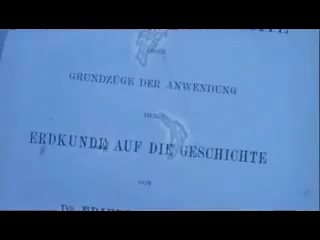 ODER
GRUNDZÜGE DER ANWENDUNG
DER
ERDKUNDE AUF DIE GESCHICHTE
VON